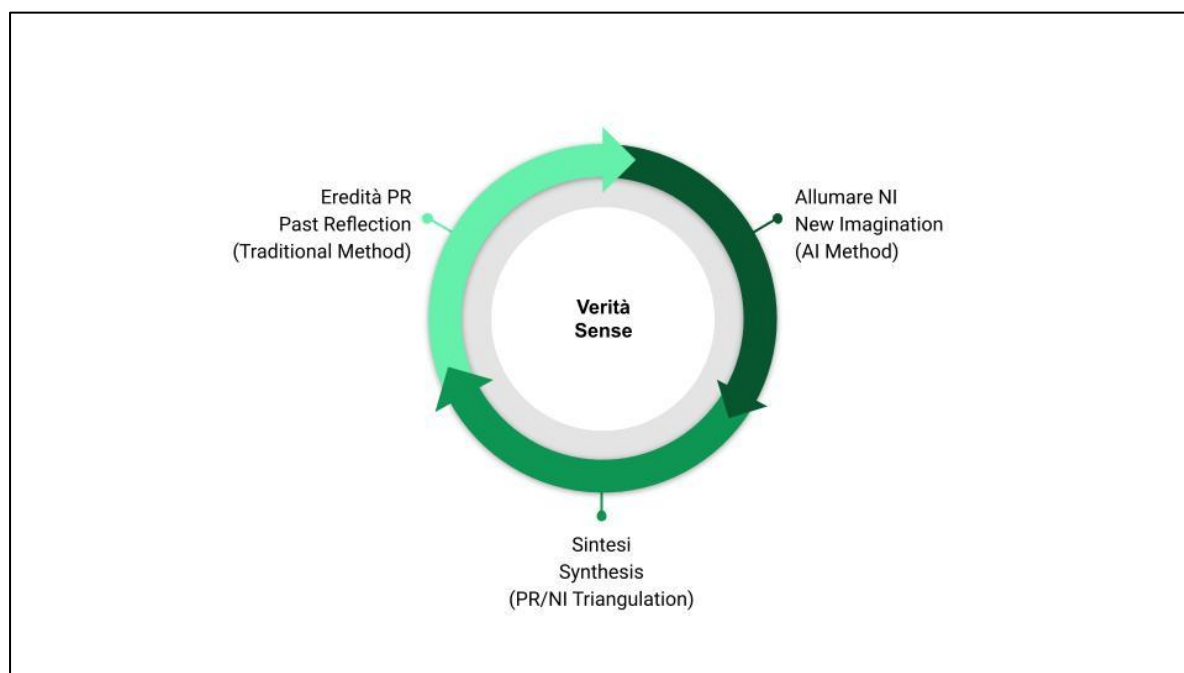 Eredità PR
Past Reflection
(Traditional Method)
Allumare NI
New Imagination
(AI Method)
Verità
Sense
Sintesi
Synthesis
(PR/NI Triangulation)